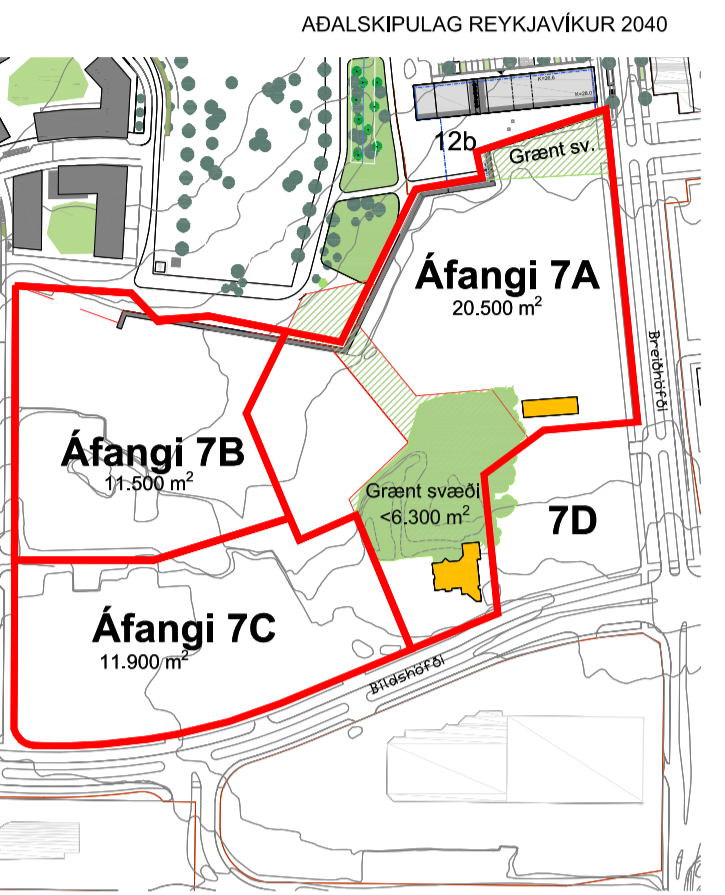 AÐALSKIPULAG REYKJAVÍKUR 2040
12b
Grænt sv.
Áfangi 7A
20.500 m²
Breiðhöfði
Áfangi 7B
11.500 m²
Grænt svæði
<6.300 m²
7D
Áfangi 7C
11.900 m²
Bíldshöfði